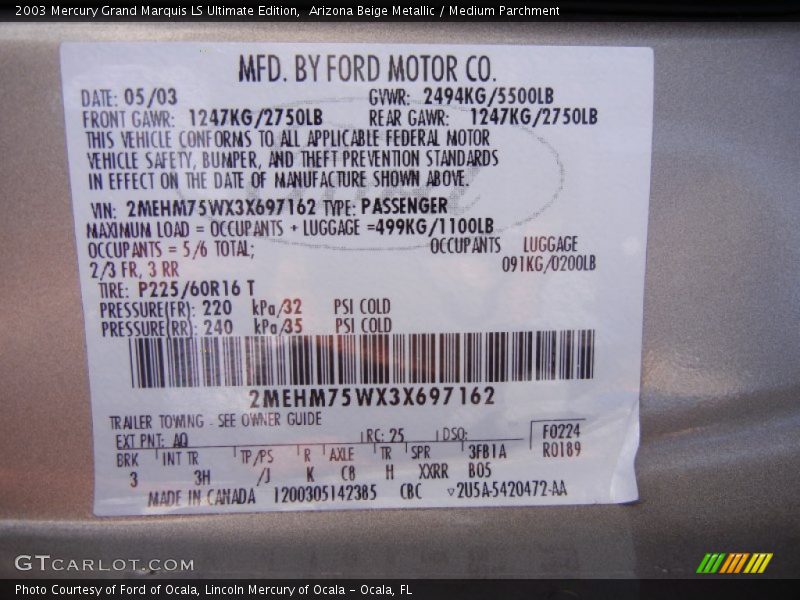 2003 Mercury Grand Marquis LS Ultimate Edition, Arizona Beige Metallic / Medium Parchment
MFD. BY FORD MOTOR CO.
DATE: 05/03 GVWR: 2494KG/5500LB
FRONT GAWR: 1247KG/2750LB REAR GAWR: 1247KG/2750LB
THIS VEHICLE CONFORMS TO ALL APPLICABLE FEDERAL MOTOR
VEHICLE SAFETY, BUMPER, AND THEFT PREVENTION STANDARDS
IN EFFECT ON THE DATE OF MANUFACTURE SHOWN ABOVE.
VIN: 2MEHM75WX3X697162 TYPE: PASSENGER
MAXIMUM LOAD = OCCUPANTS + LUGGAGE =499KG/1100LB
OCCUPANTS = 5/6 TOTAL; OCCUPANTS LUGGAGE
2/3 FR, 3 RR 091KG/0200LB
TIRE: P225/60R16 T
PRESSURE(FR): 220 kPa/32 PSI COLD
PRESSURE(RR): 240 kPa/35 PSI COLD
2MEHM75WX3X697162
TRAILER TOWING - SEE OWNER GUIDE
EXT PNT: AQ RC: 25 DSO: F0224
BRK INT TR TP/PS R AXLE TR SPR 3FB1A R0189
3 3H /J K CB H XXRR B05
MADE IN CANADA 1200305142385 CBC ▽2U5A-5420472-AA
GTCARLOT.COM
Photo Courtesy of Ford of Ocala, Lincoln Mercury of Ocala - Ocala, FL